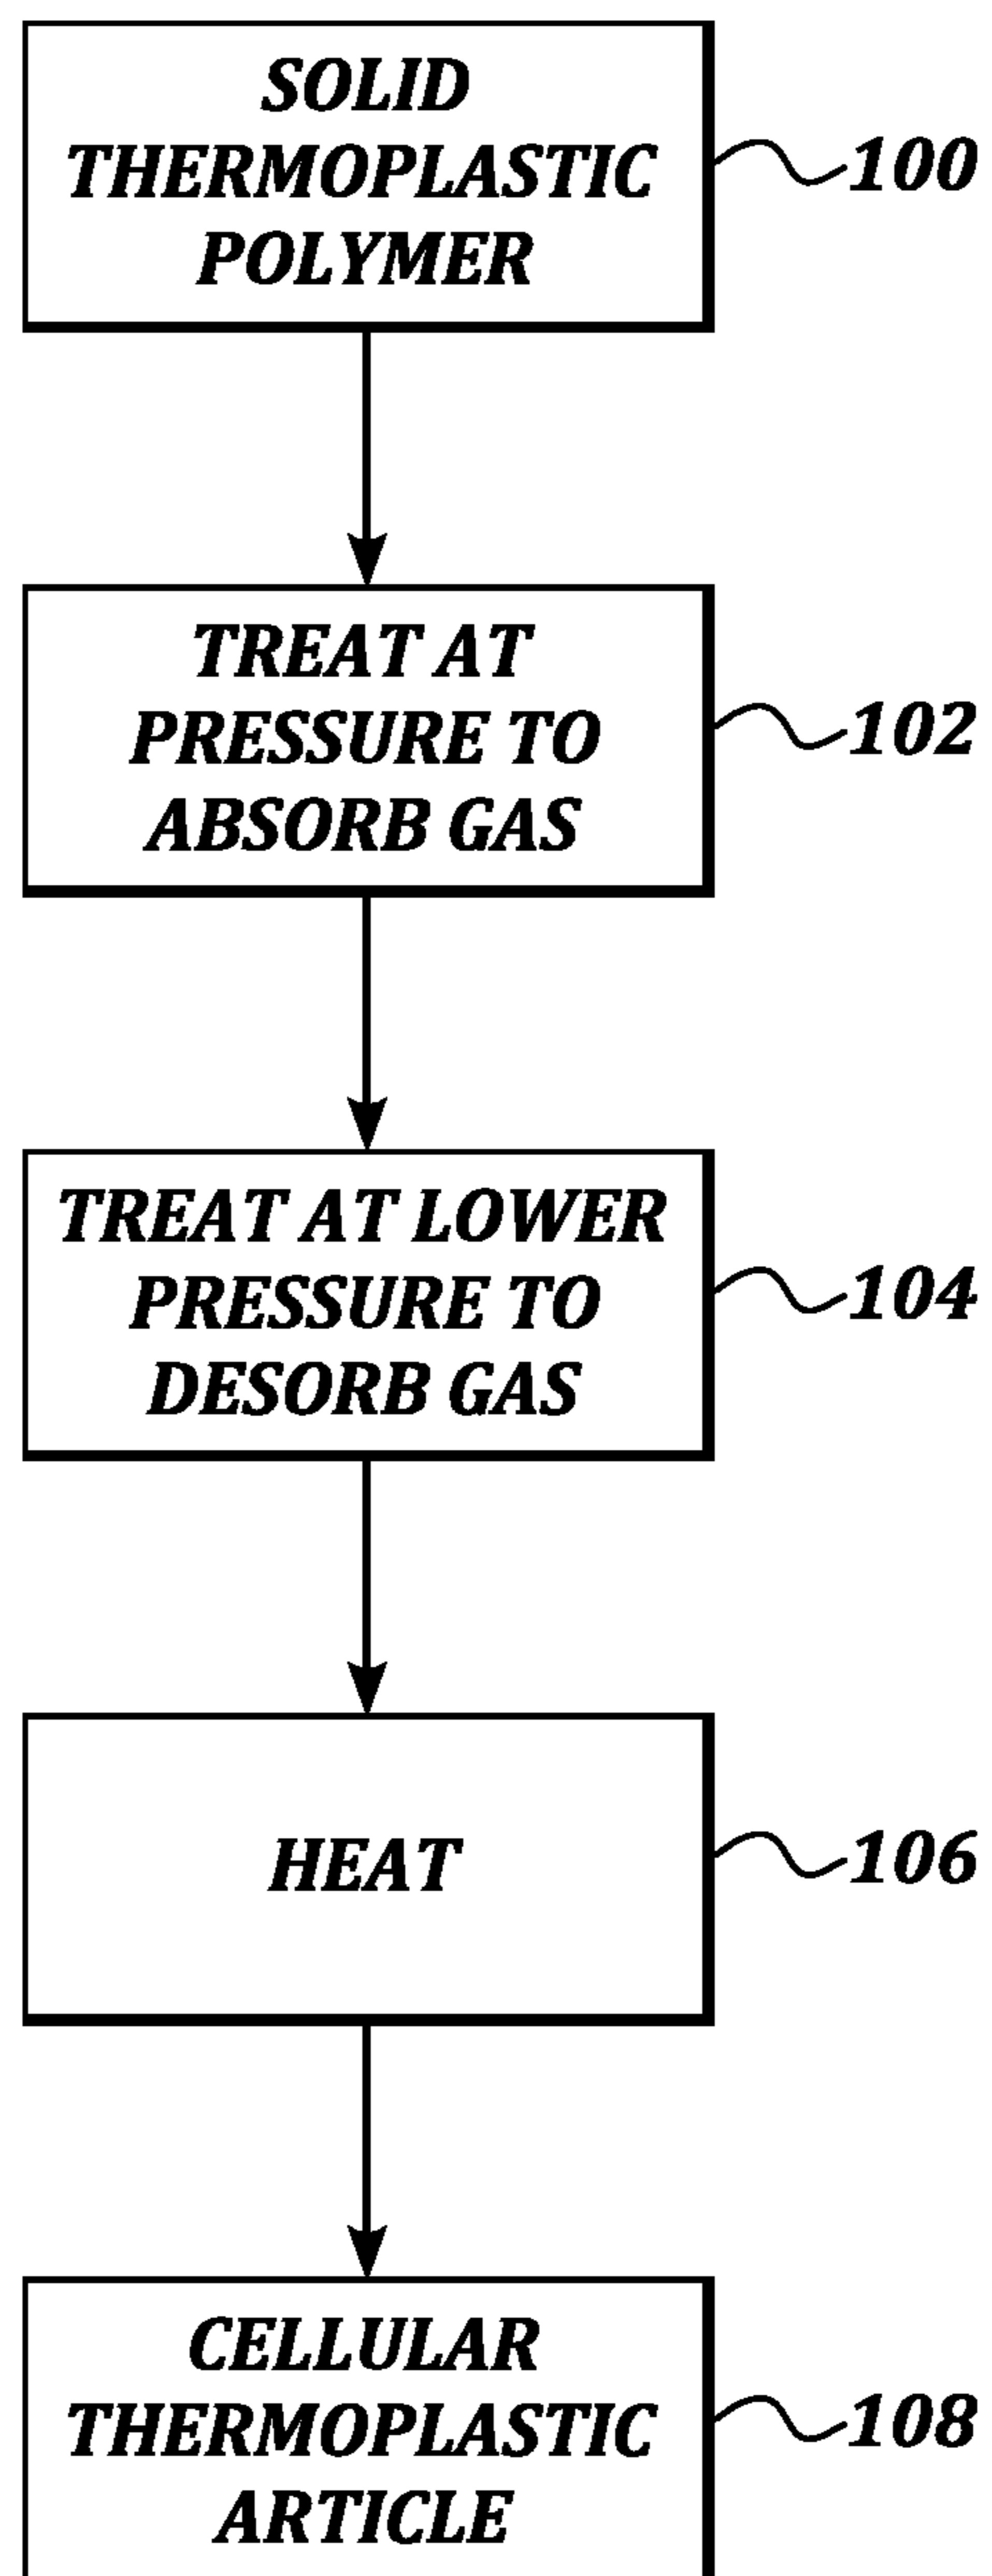 SOLID
THERMOPLASTIC
POLYMER
100
TREAT AT
PRESSURE TO
ABSORB GAS
102
TREAT AT LOWER
PRESSURE TO
DESORB GAS
104
HEAT
106
CELLULAR
THERMOPLASTIC
ARTICLE
108